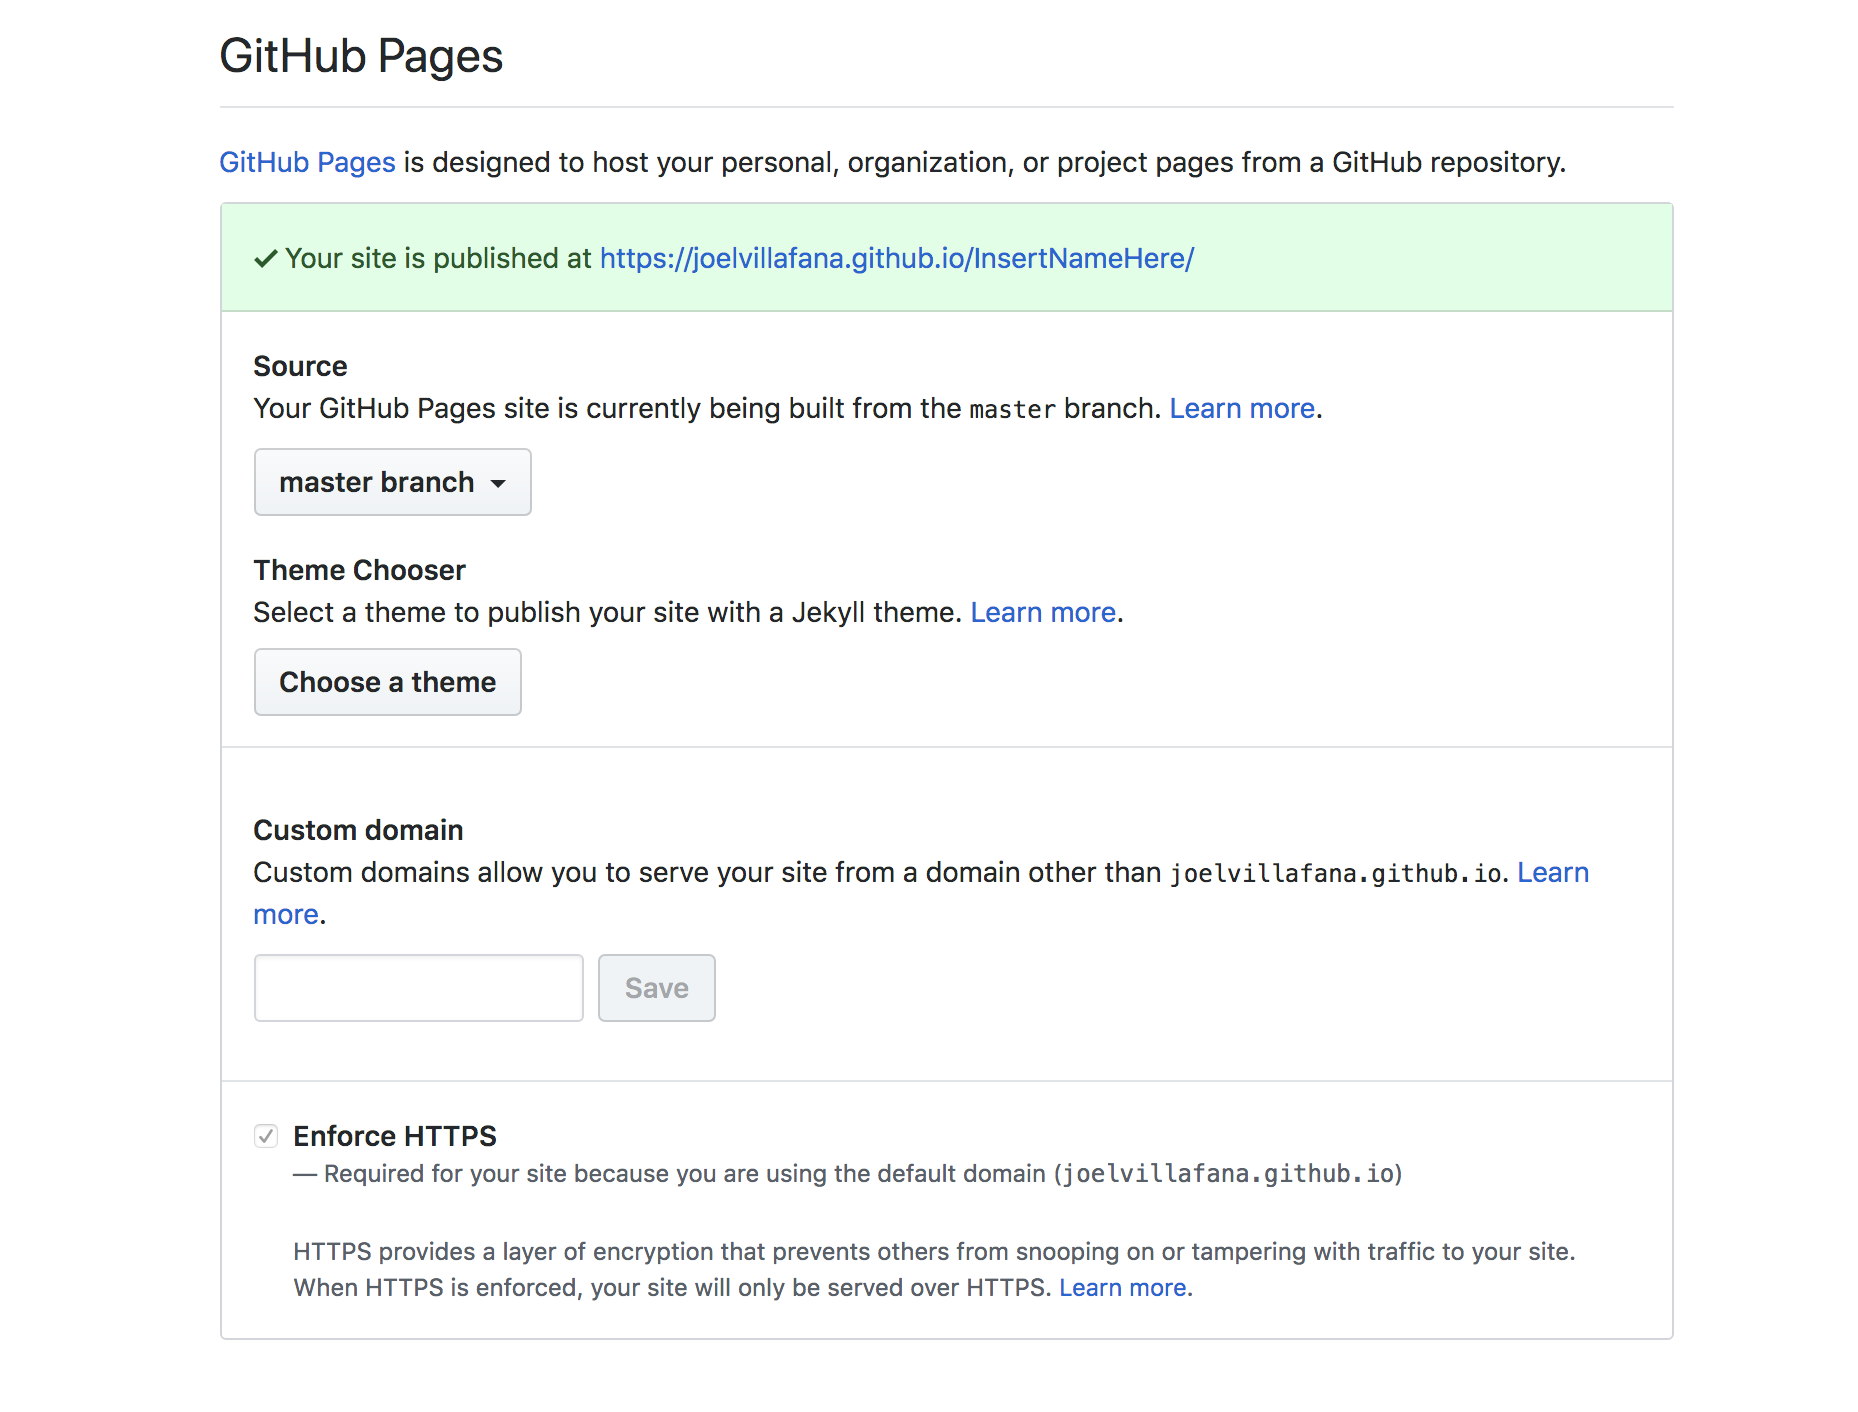 GitHub Pages
GitHub Pages is designed to host your personal, organization, or project pages from a GitHub repository.
Your site is published at https://joelvillafana.github.io/InsertNameHere/
Source
Your GitHub Pages site is currently being built from the master branch. Learn more.
master branch
Theme Chooser
Select a theme to publish your site with a Jekyll theme. Learn more.
Choose a theme
Custom domain
Custom domains allow you to serve your site from a domain other than joelvillafana.github.io. Learn
more.
Save
Enforce HTTPS
— Required for your site because you are using the default domain (joelvillafana.github.io)
HTTPS provides a layer of encryption that prevents others from snooping on or tampering with traffic to your site.
When HTTPS is enforced, your site will only be served over HTTPS. Learn more.